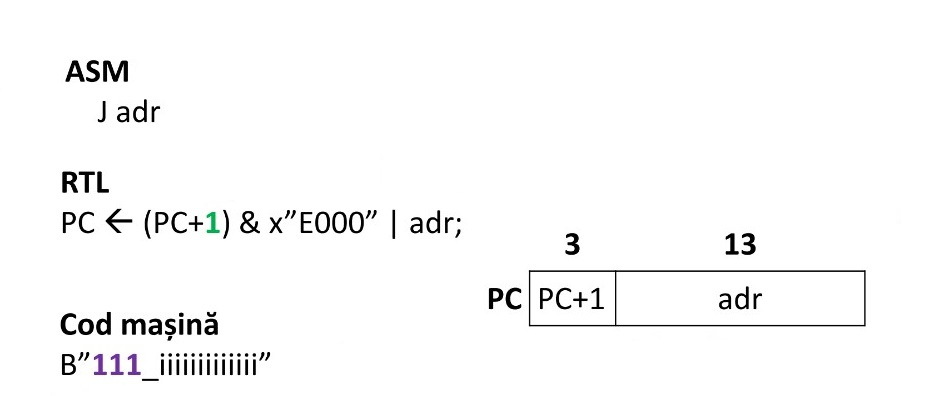 ASM
J adr
RTL
PC ← (PC+1) & x”E000” | adr;
3 13
PC PC+1 adr
Cod mașină
B”111_iiiiiiiiiiiii”